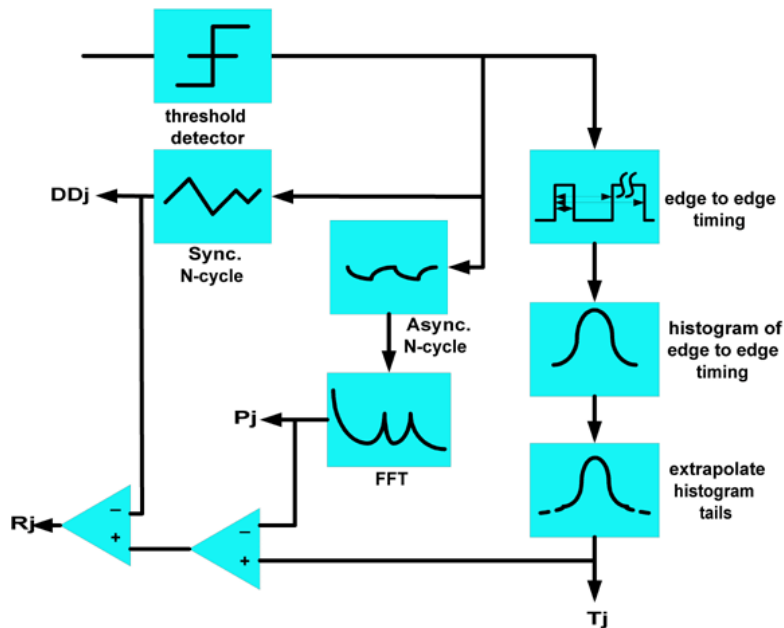 threshold
detector
DDj
Sync.
N-cycle
edge to edge
timing
Async.
N-cycle
histogram of
edge to edge
timing
Pj
FFT
extrapolate
histogram
tails
Rj
−
+
−
+
Tj